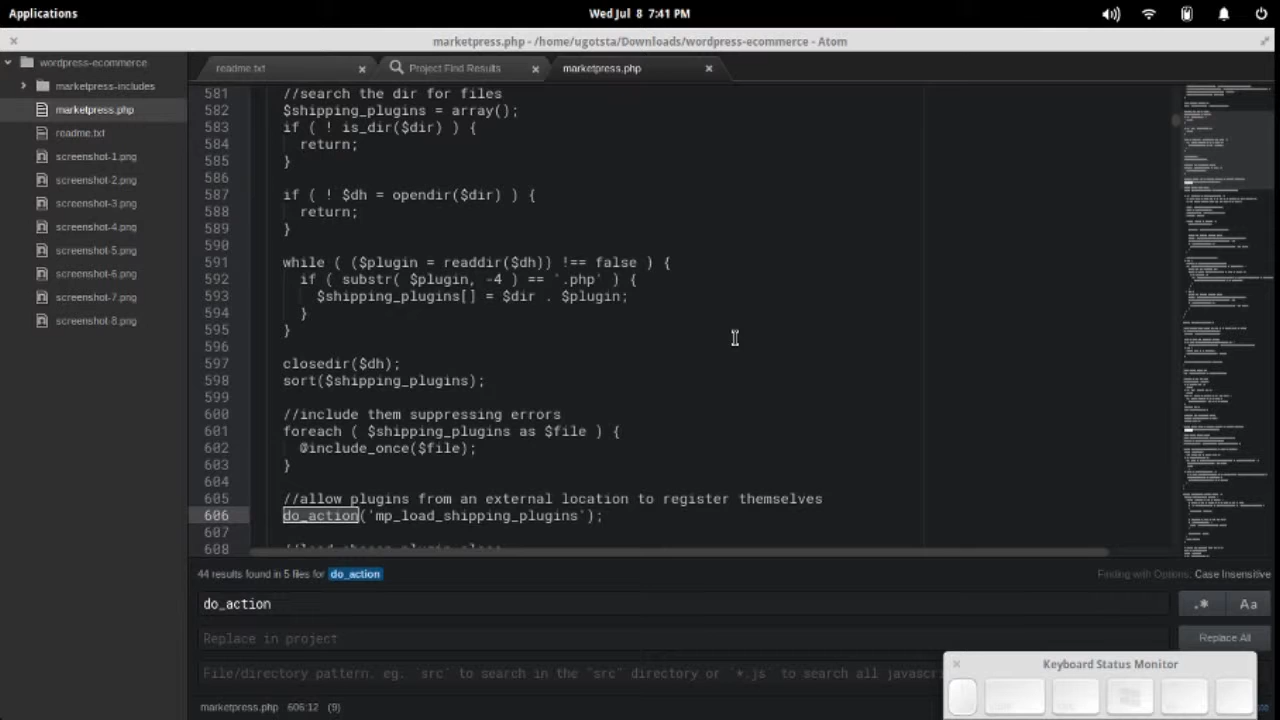 Applications
Wed Jul 8 7:41 PM
marketpress.php - /home/ugotsta/Downloads/wordpress-ecommerce - Atom
wordpress-ecommerce
marketpress-includes
marketpress.php
readme.txt
screenshot-1.png
screenshot-2.png
screenshot-3.png
screenshot-4.png
screenshot-5.png
screenshot-6.png
screenshot-7.png
screenshot-8.png
readme.txt
Project Find Results
marketpress.php
581 //search the dir for files
582 $shipping_plugins = array();
583 if ( ! is_dir($dir) ) {
584 return;
585 }
586
587 if ( ! $dh = opendir($dir) ) {
588 return;
589 }
590
591 while ( ($plugin = readdir($dh)) !== false ) {
592 if ( substr( $plugin, -4 ) == '.php' ) {
593 $shipping_plugins[] = $dir . $plugin;
594 }
595 }
596
597 closedir($dh);
598 sort($shipping_plugins);
599
600 //include them suppressing errors
601 foreach ( $shipping_plugins as $file ) {
602 @include_once($file);
603 }
604
605 //allow plugins from an external location to register themselves
606 do_action('mp_load_shipping_plugins');
607
608
44 results found in 5 files for do_action
Finding with Options: Case Insensitive
do_action
.* Aa
Replace in project
Replace All
File/directory pattern. eg. `src` to search in the "src" directory or `*.js` to search all javascr
Keyboard Status Monitor
marketpress.php 606:12 (9)